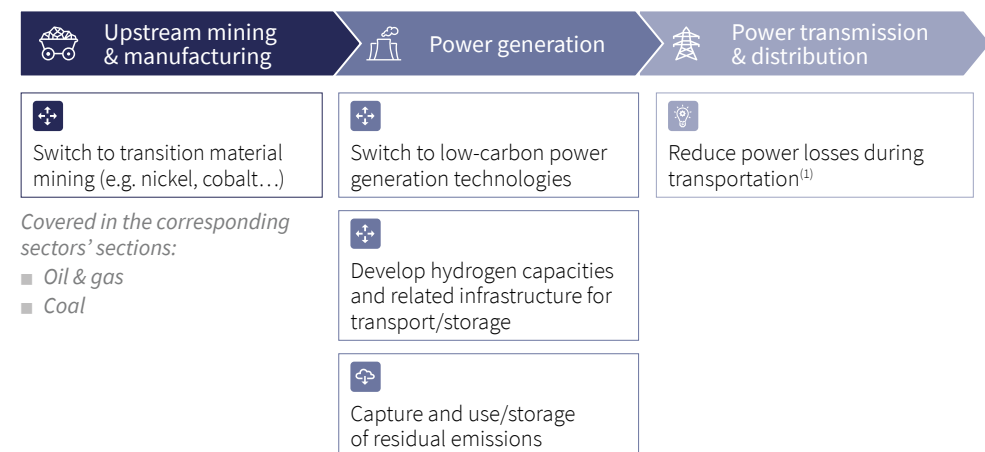 Upstream mining
& manufacturing
Power generation
Power transmission
& distribution
Switch to transition material
mining (e.g. nickel, cobalt…)
Covered in the corresponding
sectors’ sections:
■ Oil & gas
■ Coal
Switch to low-carbon power
generation technologies
Develop hydrogen capacities
and related infrastructure for
transport/storage
Capture and use/storage
of residual emissions
Reduce power losses during
transportation(1)